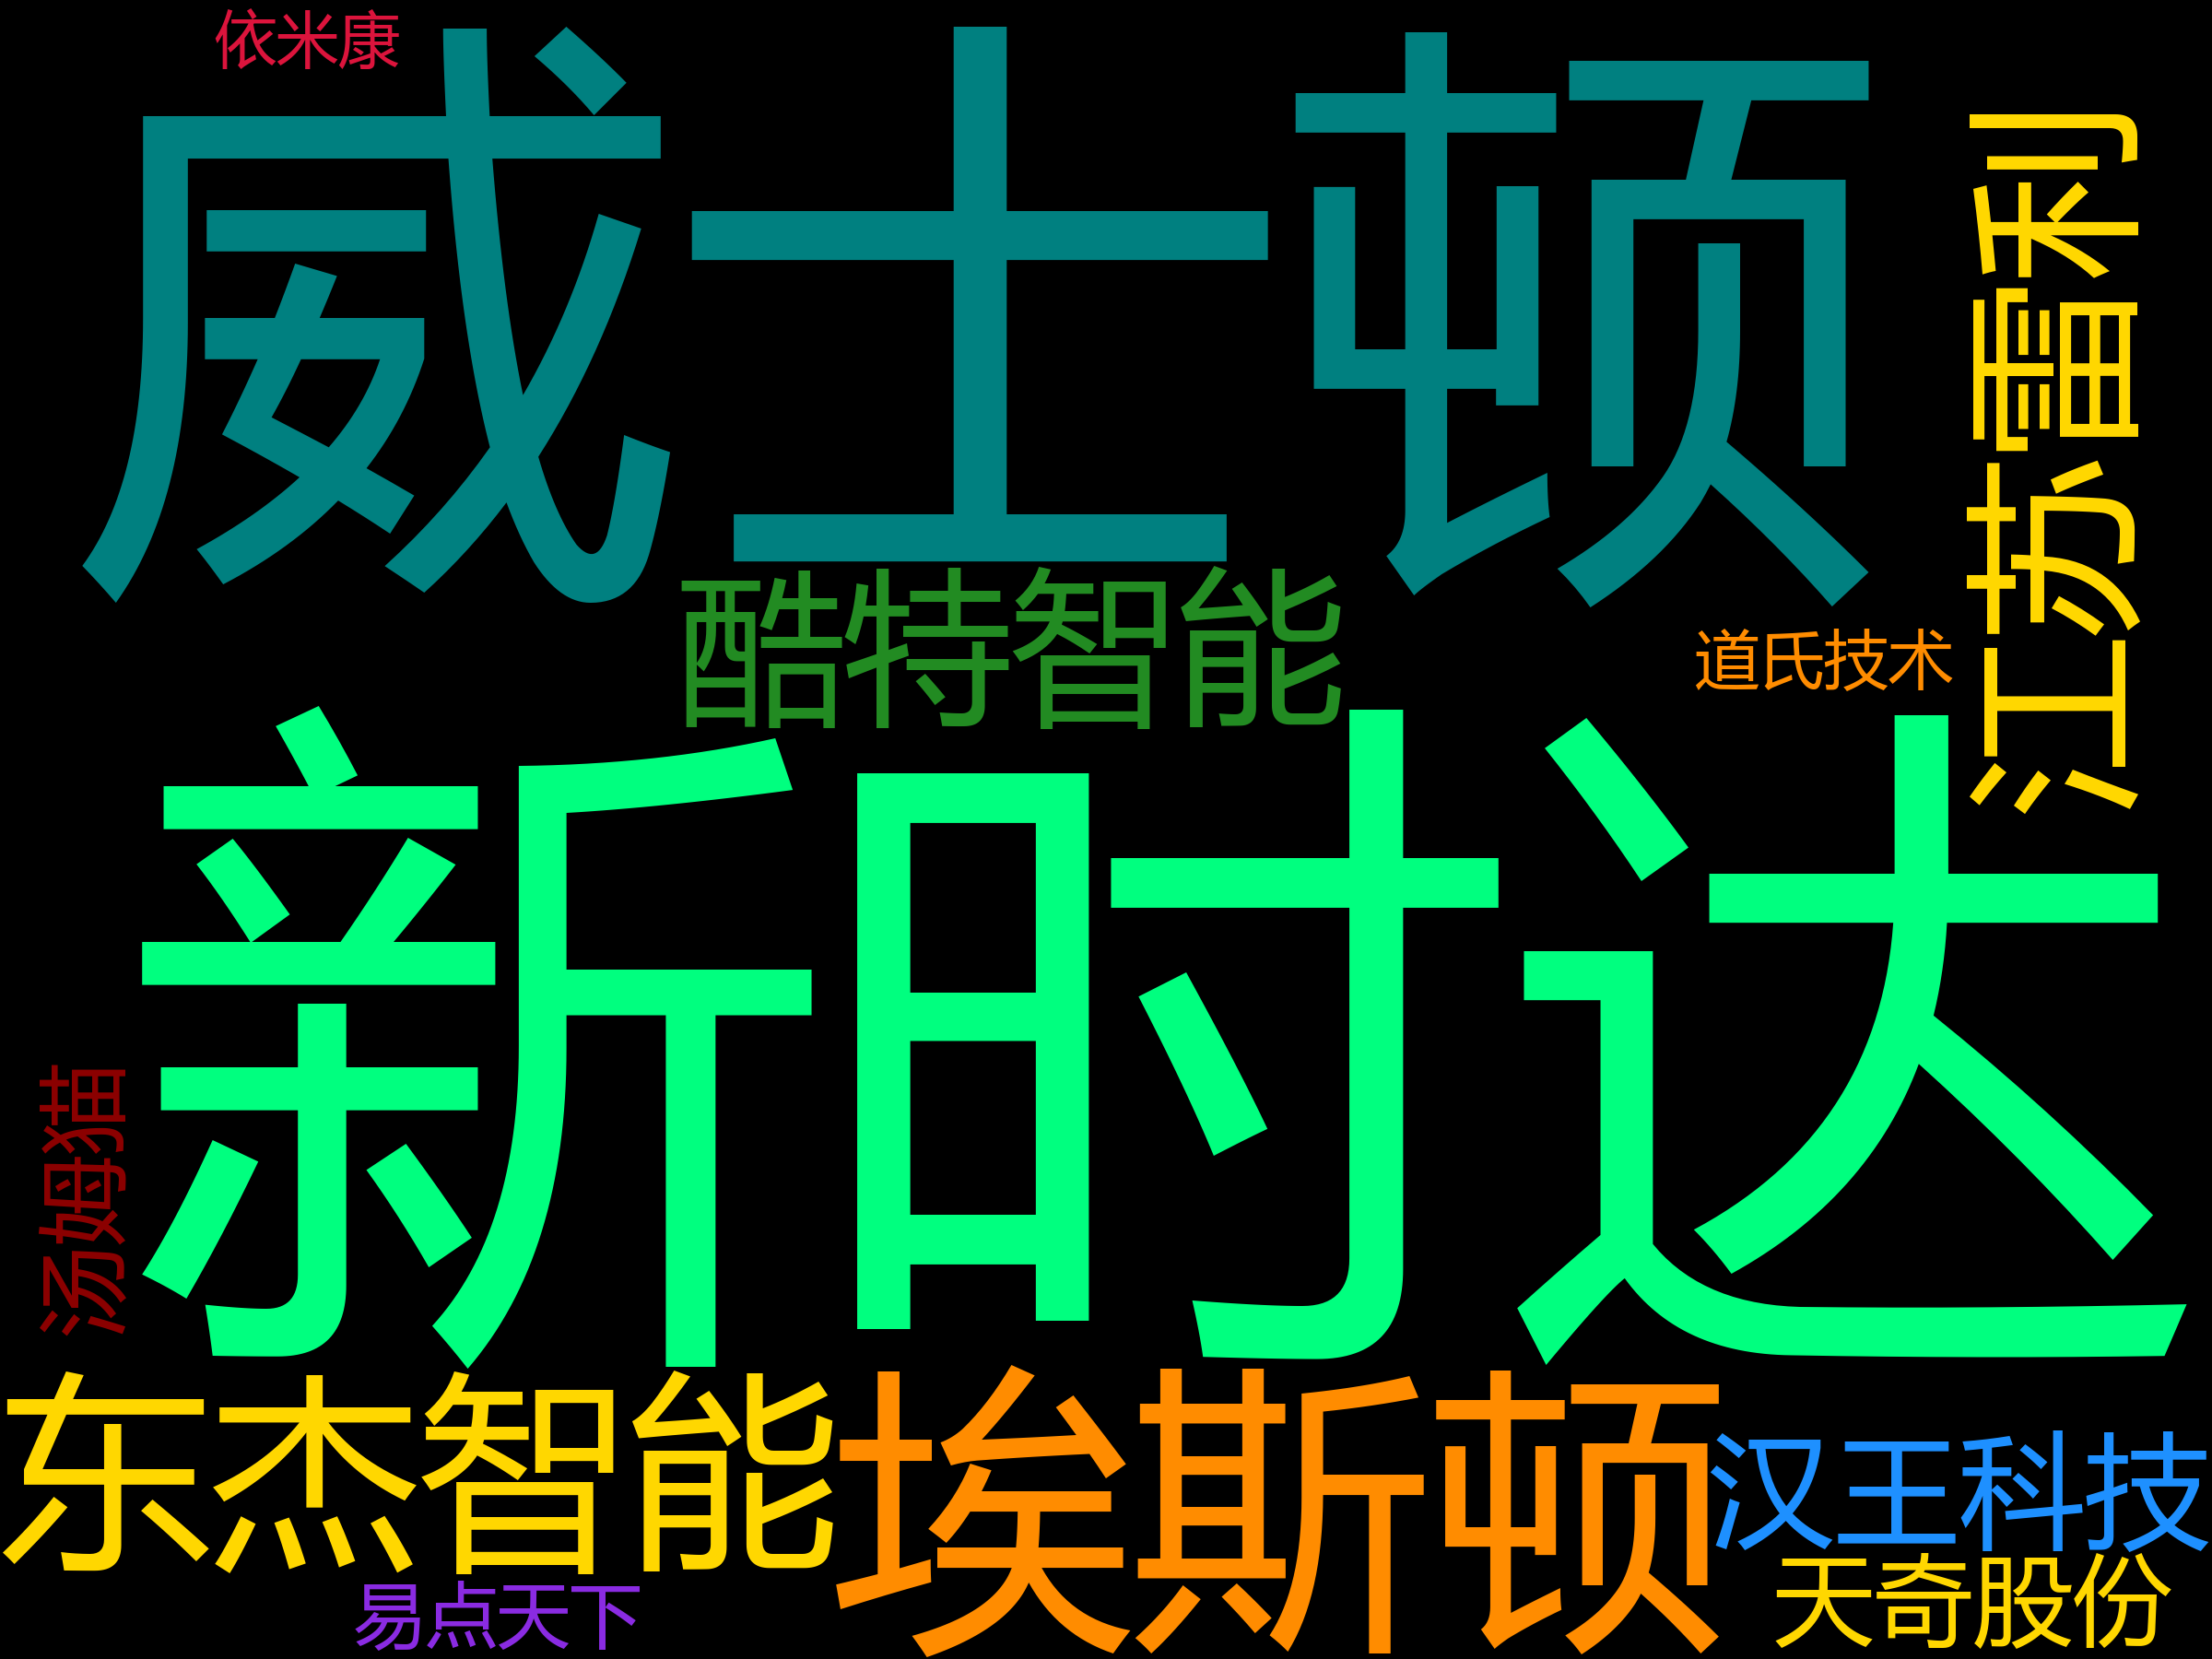 依米康
威士顿
江苏雷利
酷特智能
道氏技术
新时达
汤姆猫
东杰智能
埃斯顿
汉王科技
天奇股份
易点天下